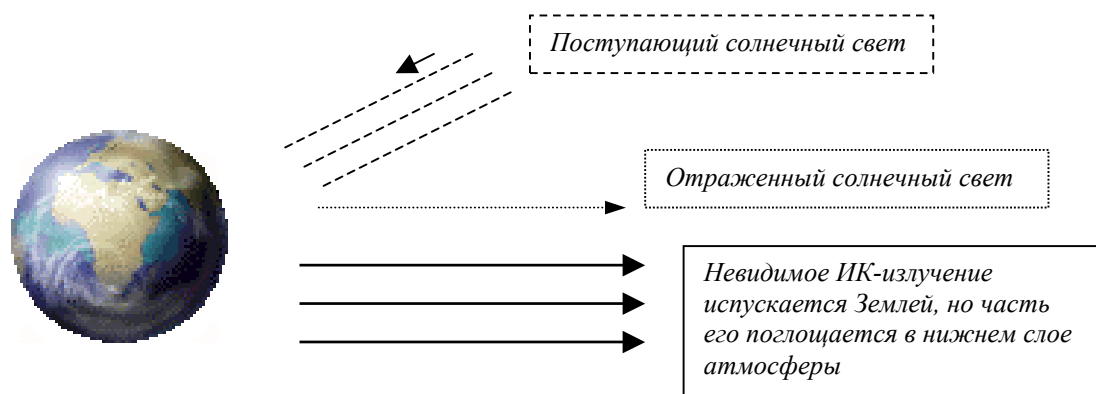 Поступающий солнечный свет
Отраженный солнечный свет
Невидимое ИК-излучение
испускается Землей, но часть
его поглощается в нижнем слое
атмосферы